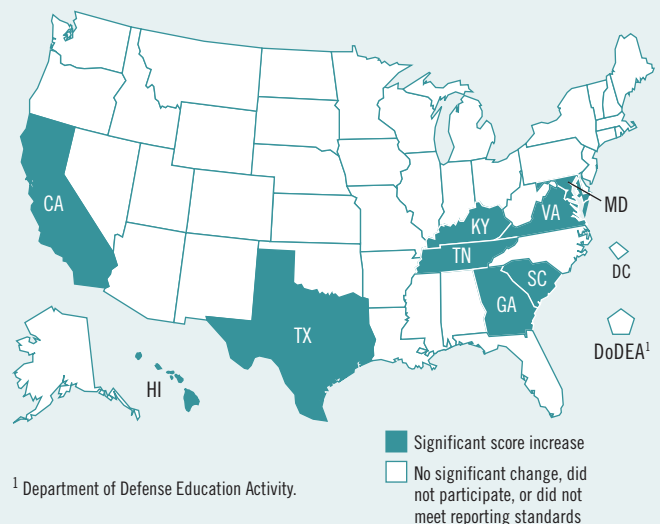 CA
MD
VA
KY
TN
DC
SC
GA
TX
DoDEA¹
HI
Significant score increase
No significant change, did
not participate, or did not
meet reporting standards
¹ Department of Defense Education Activity.